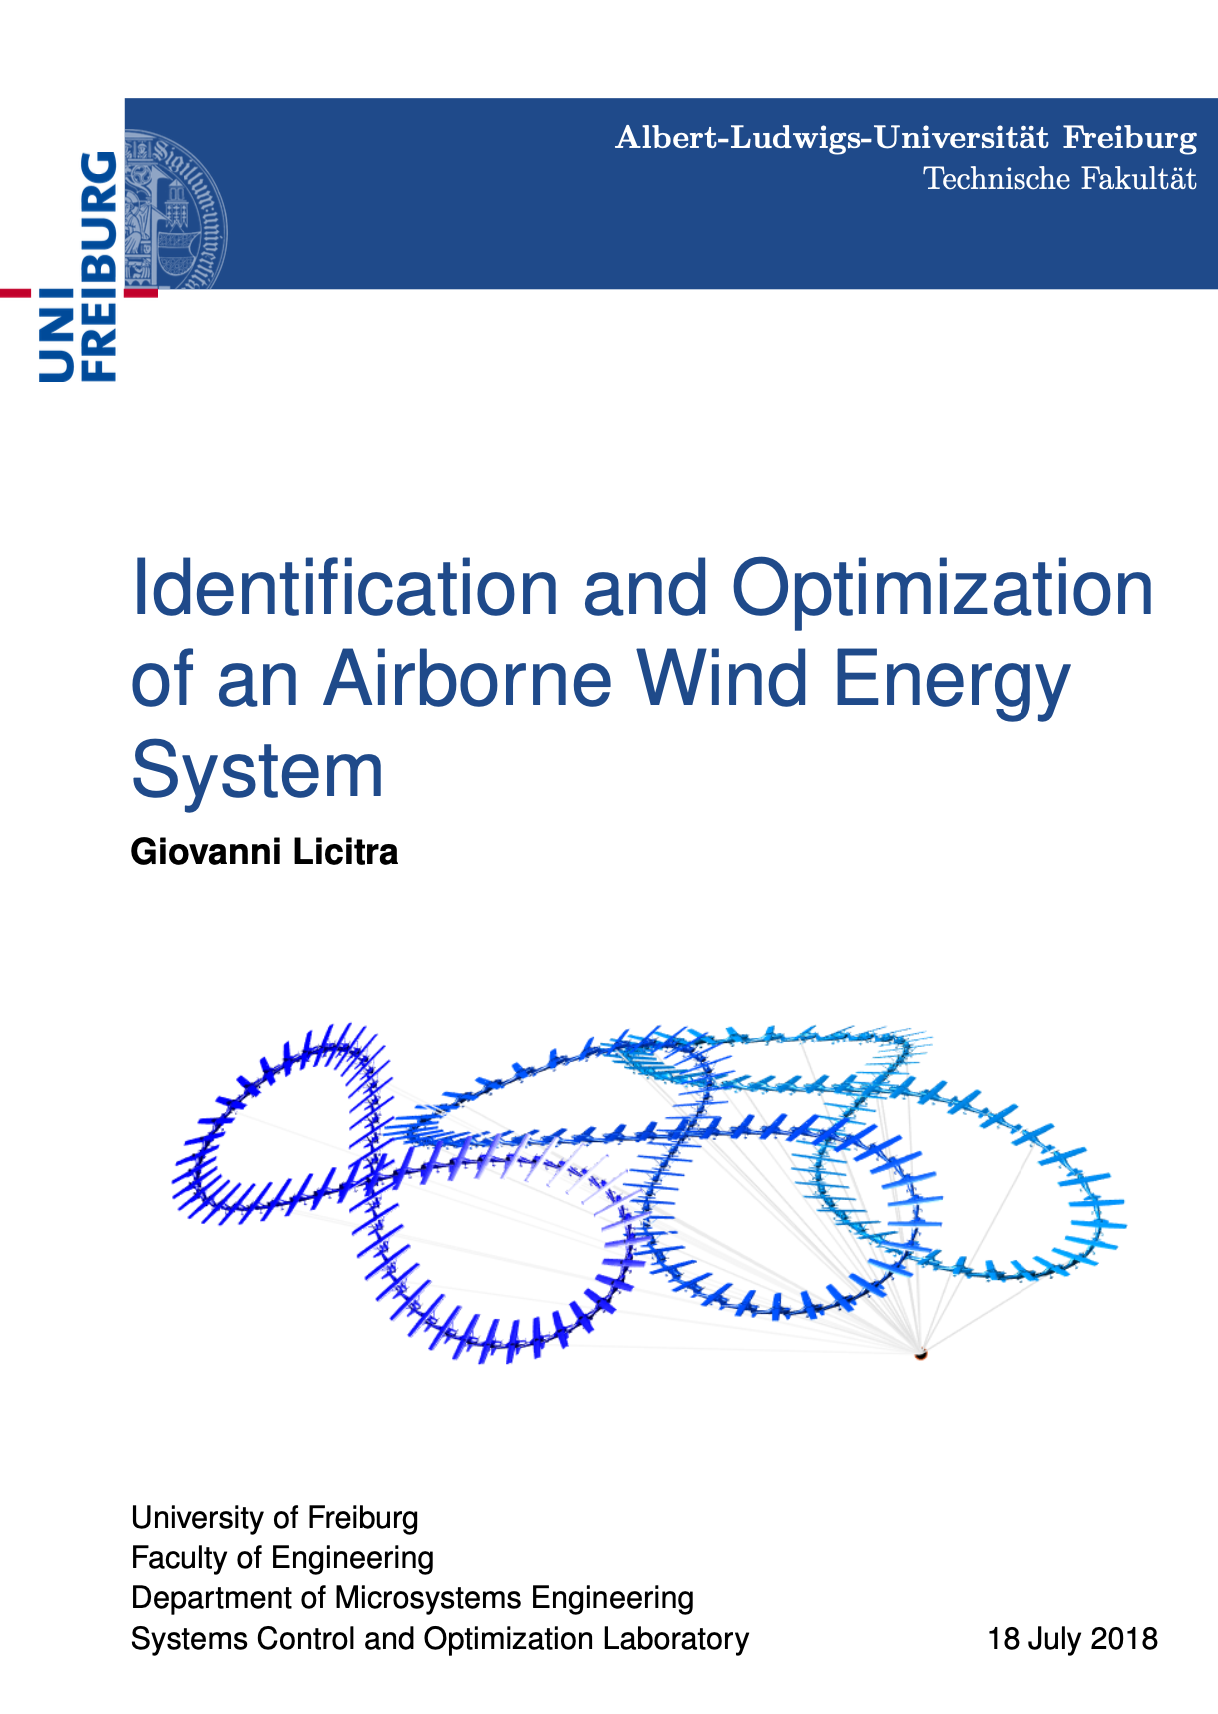 Albert-Ludwigs-Universität Freiburg
Technische Fakultät
UNI
FREIBURG
Identification and Optimization
of an Airborne Wind Energy
System
Giovanni Licitra
University of Freiburg
Faculty of Engineering
Department of Microsystems Engineering
Systems Control and Optimization Laboratory
18 July 2018